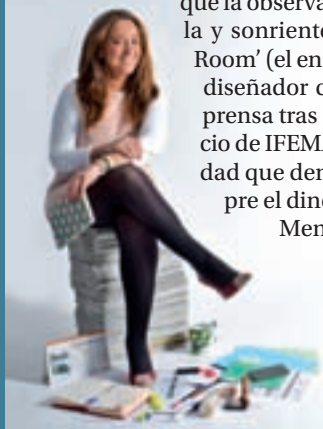 que la observa
la y sonriente
Room’ (el en
diseñador c
prensa tras
cio de IFEMA
dad que der
pre el dine
Men